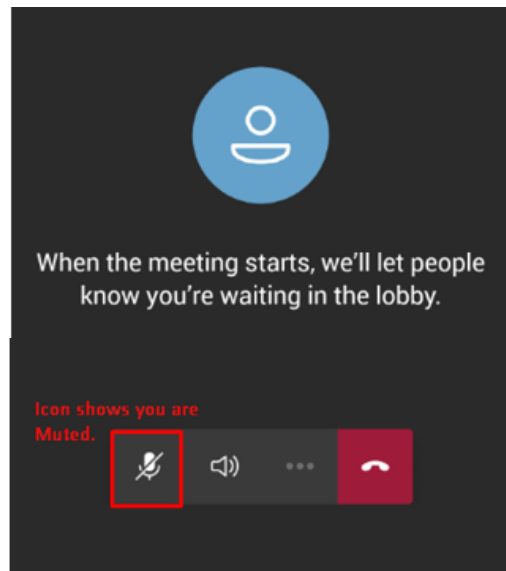 When the meeting starts, we'll let people
know you're waiting in the lobby.
Icon shows you are
Muted.